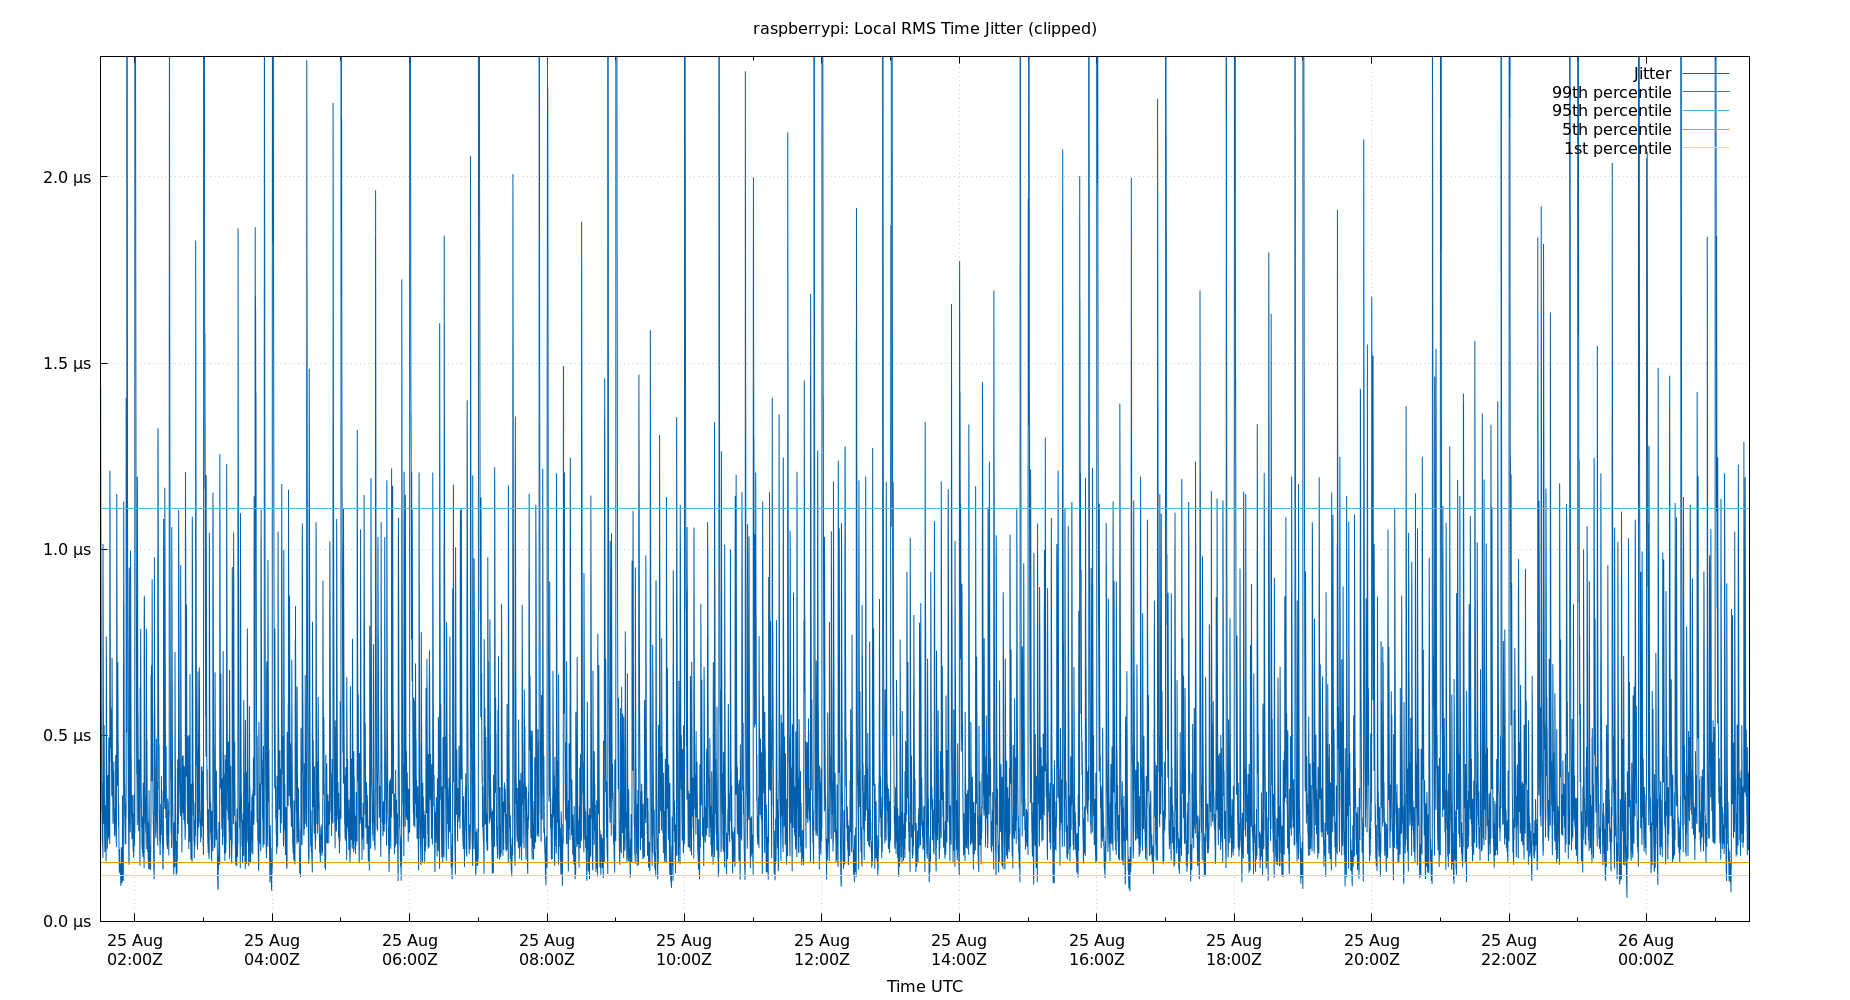 raspberrypi: Local RMS Time Jitter (clipped)
Jitter
99th percentile
95th percentile
5th percentile
1st percentile
2.0 µs
1.5 µs
1.0 µs
0.5 µs
0.0 µs
25 Aug 25 Aug 25 Aug 25 Aug 25 Aug 25 Aug 25 Aug 25 Aug 25 Aug 25 Aug 25 Aug 26 Aug
02:00Z 04:00Z 06:00Z 08:00Z 10:00Z 12:00Z 14:00Z 16:00Z 18:00Z 20:00Z 22:00Z 00:00Z
Time UTC